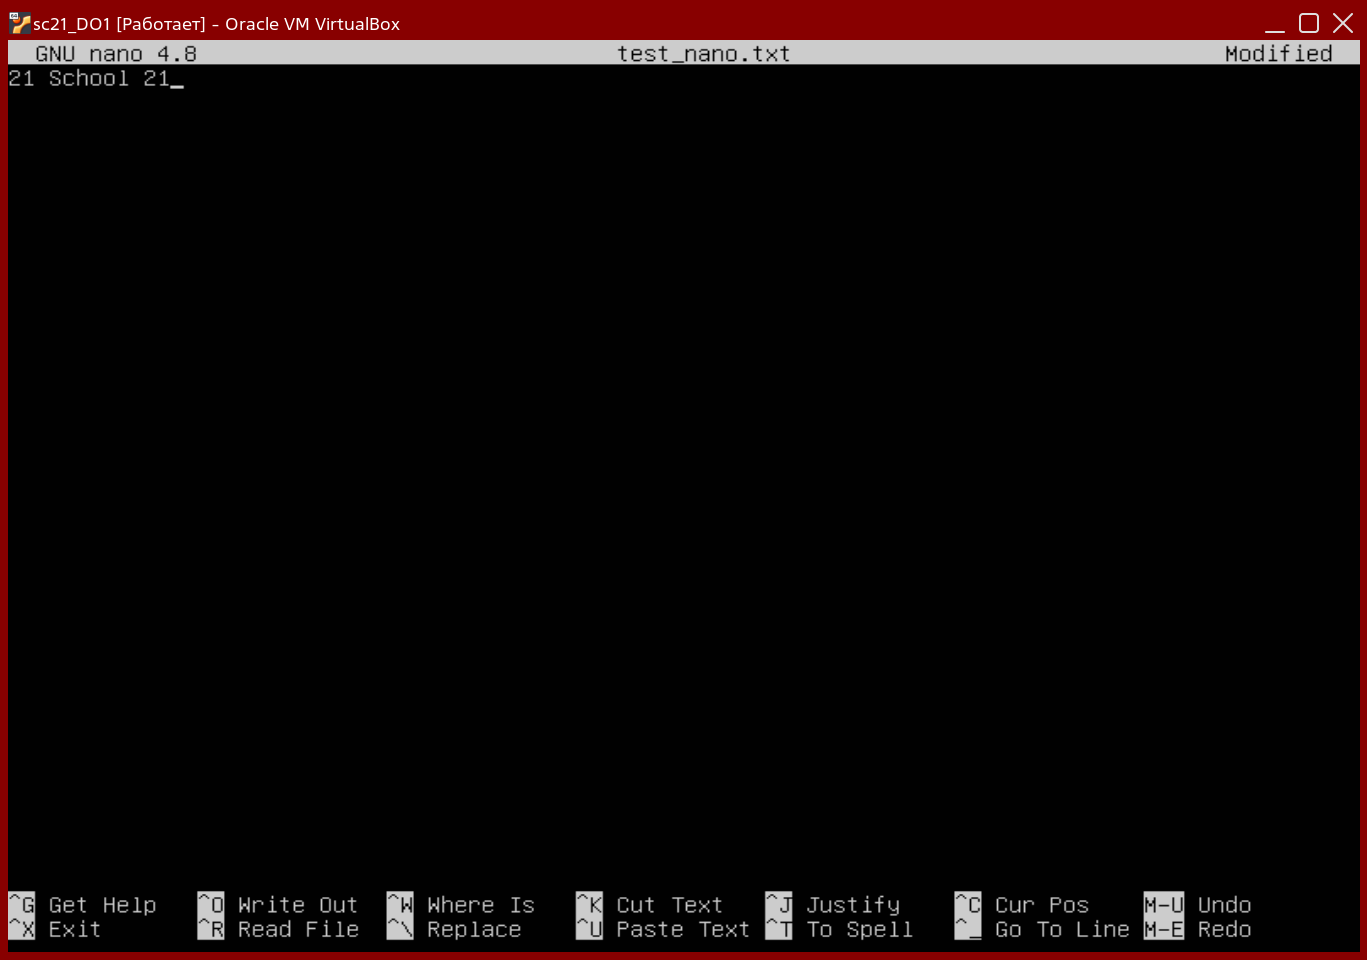 sc21_DO1 [Работает] - Oracle VM VirtualBox
GNU nano 4.8 test_nano.txt Modified
21 School 21_
^G Get Help ^O Write Out ^W Where Is ^K Cut Text ^J Justify ^C Cur Pos M-U Undo
^X Exit ^R Read File ^\ Replace ^U Paste Text ^T To Spell ^_ Go To Line M-E Redo